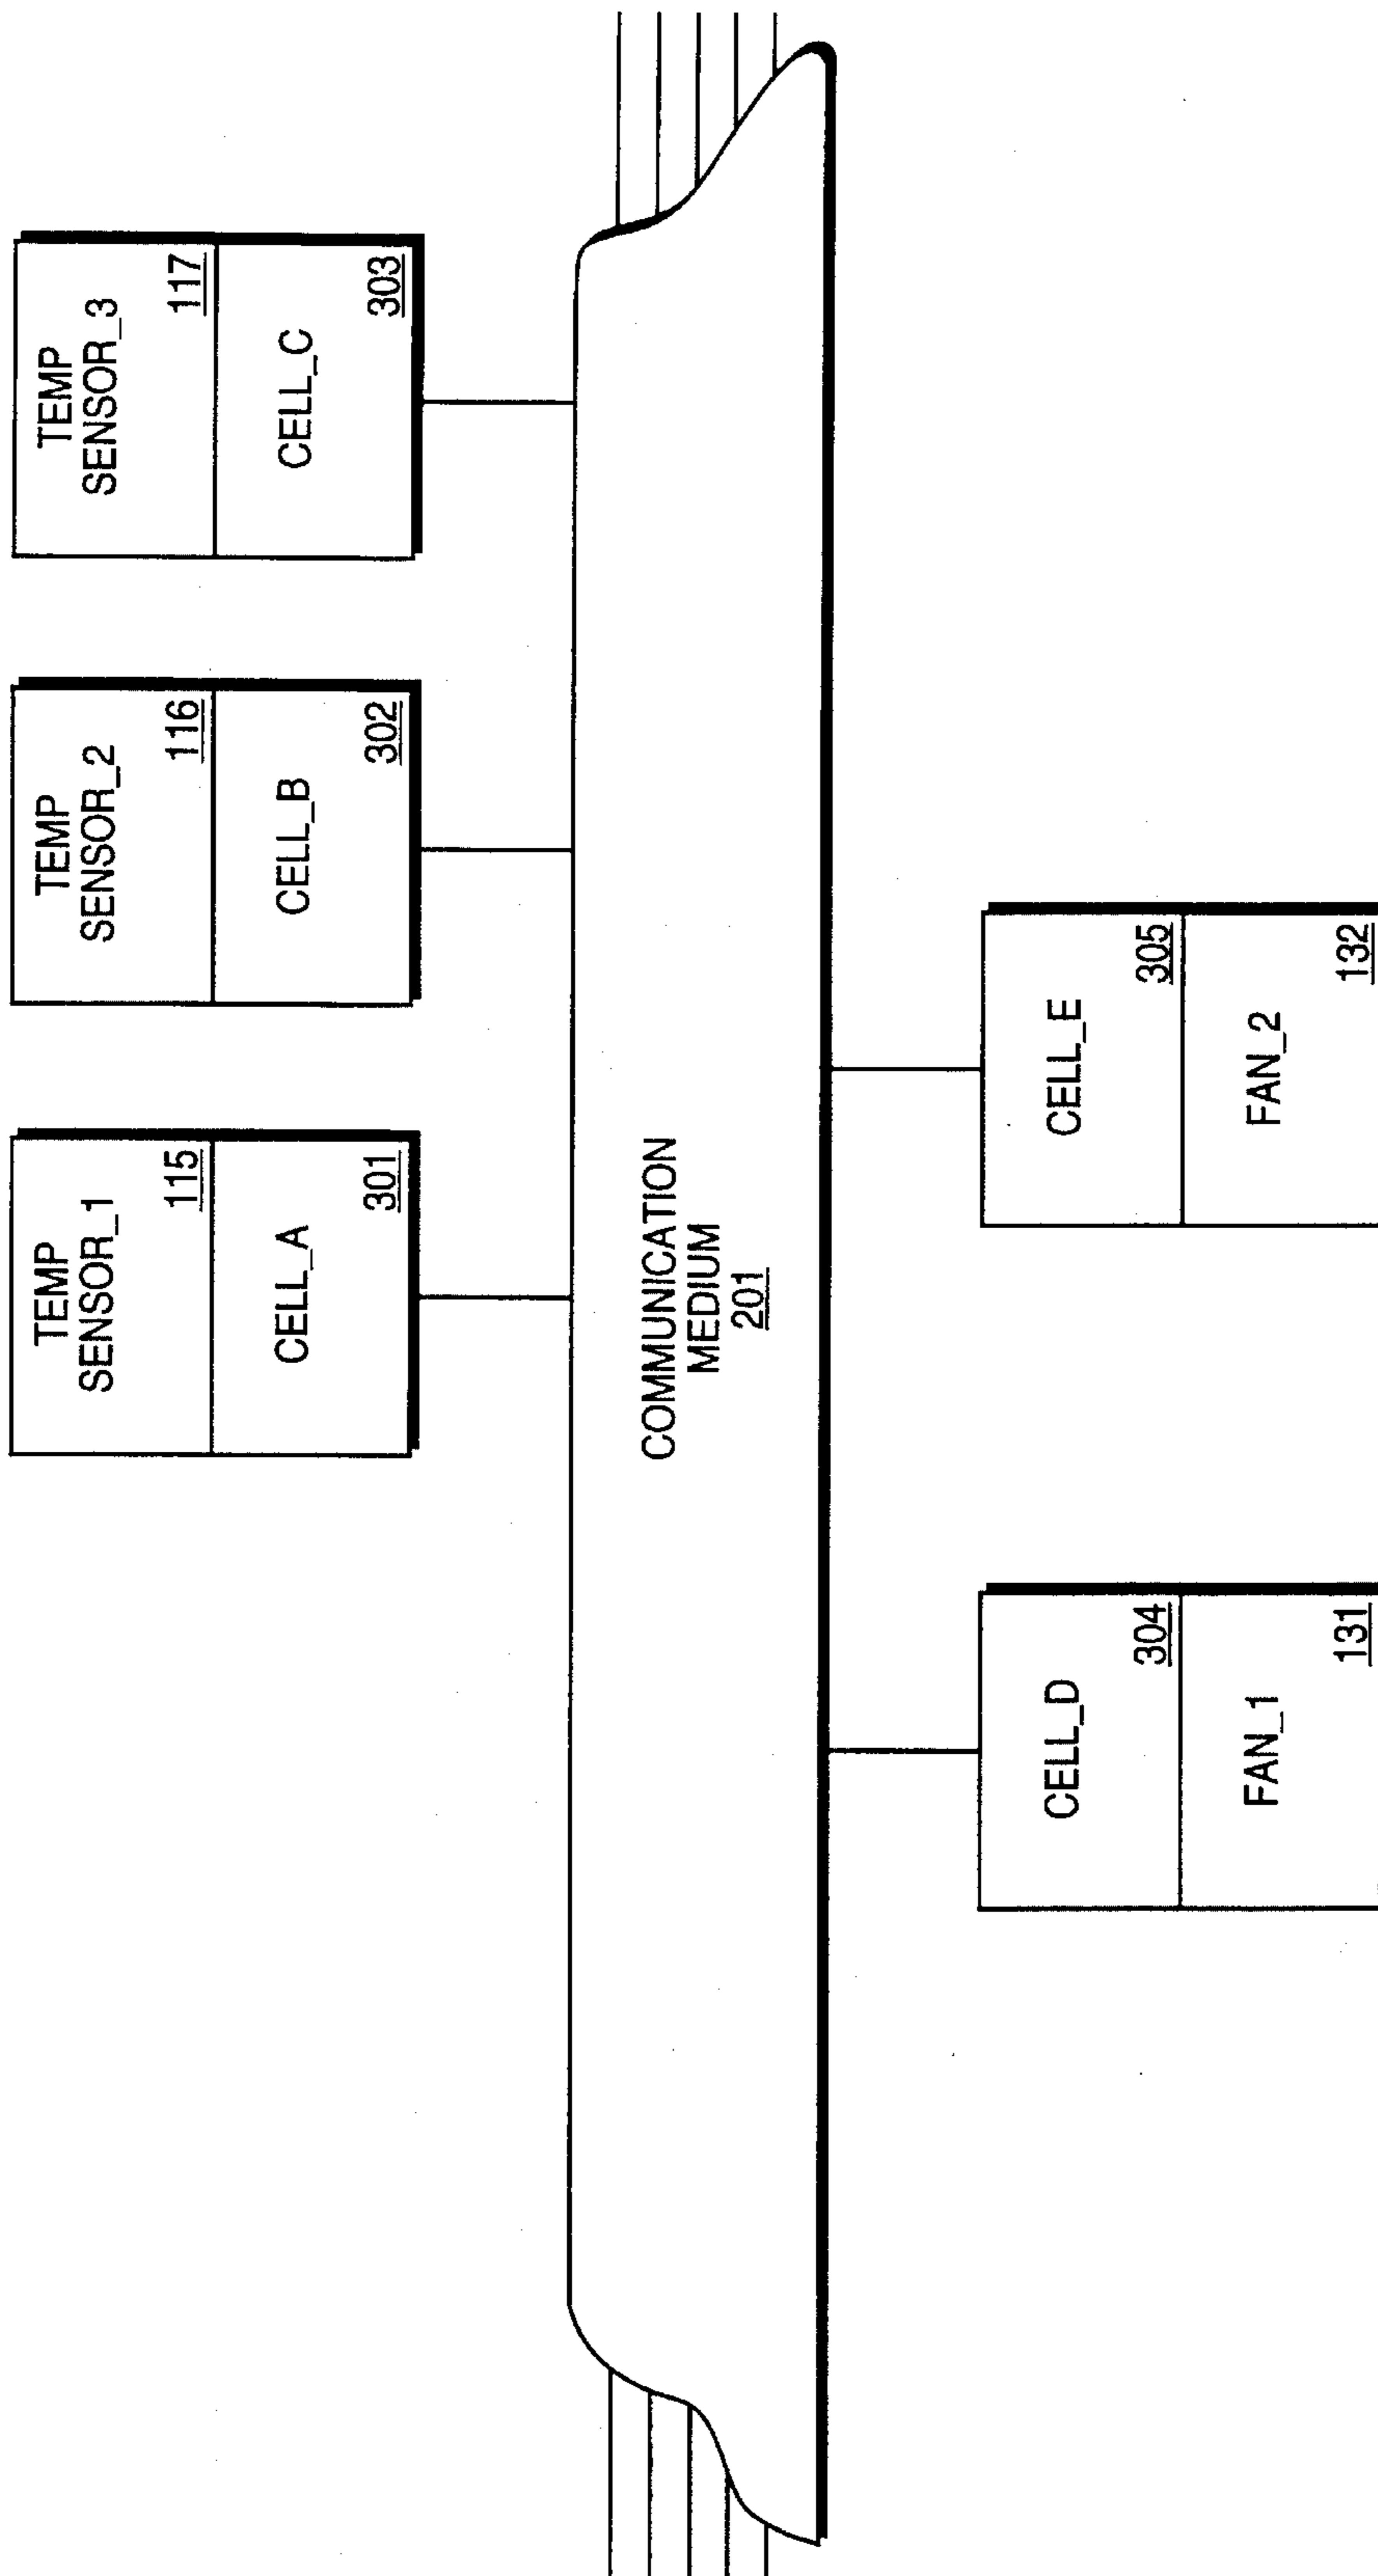 TEMP
SENSOR_1
115
CELL_A
301
TEMP
SENSOR_2
116
CELL_B
302
TEMP
SENSOR_3
117
CELL_C
303
COMMUNICATION
MEDIUM
201
CELL_D
304
FAN_1
131
CELL_E
305
FAN_2
132